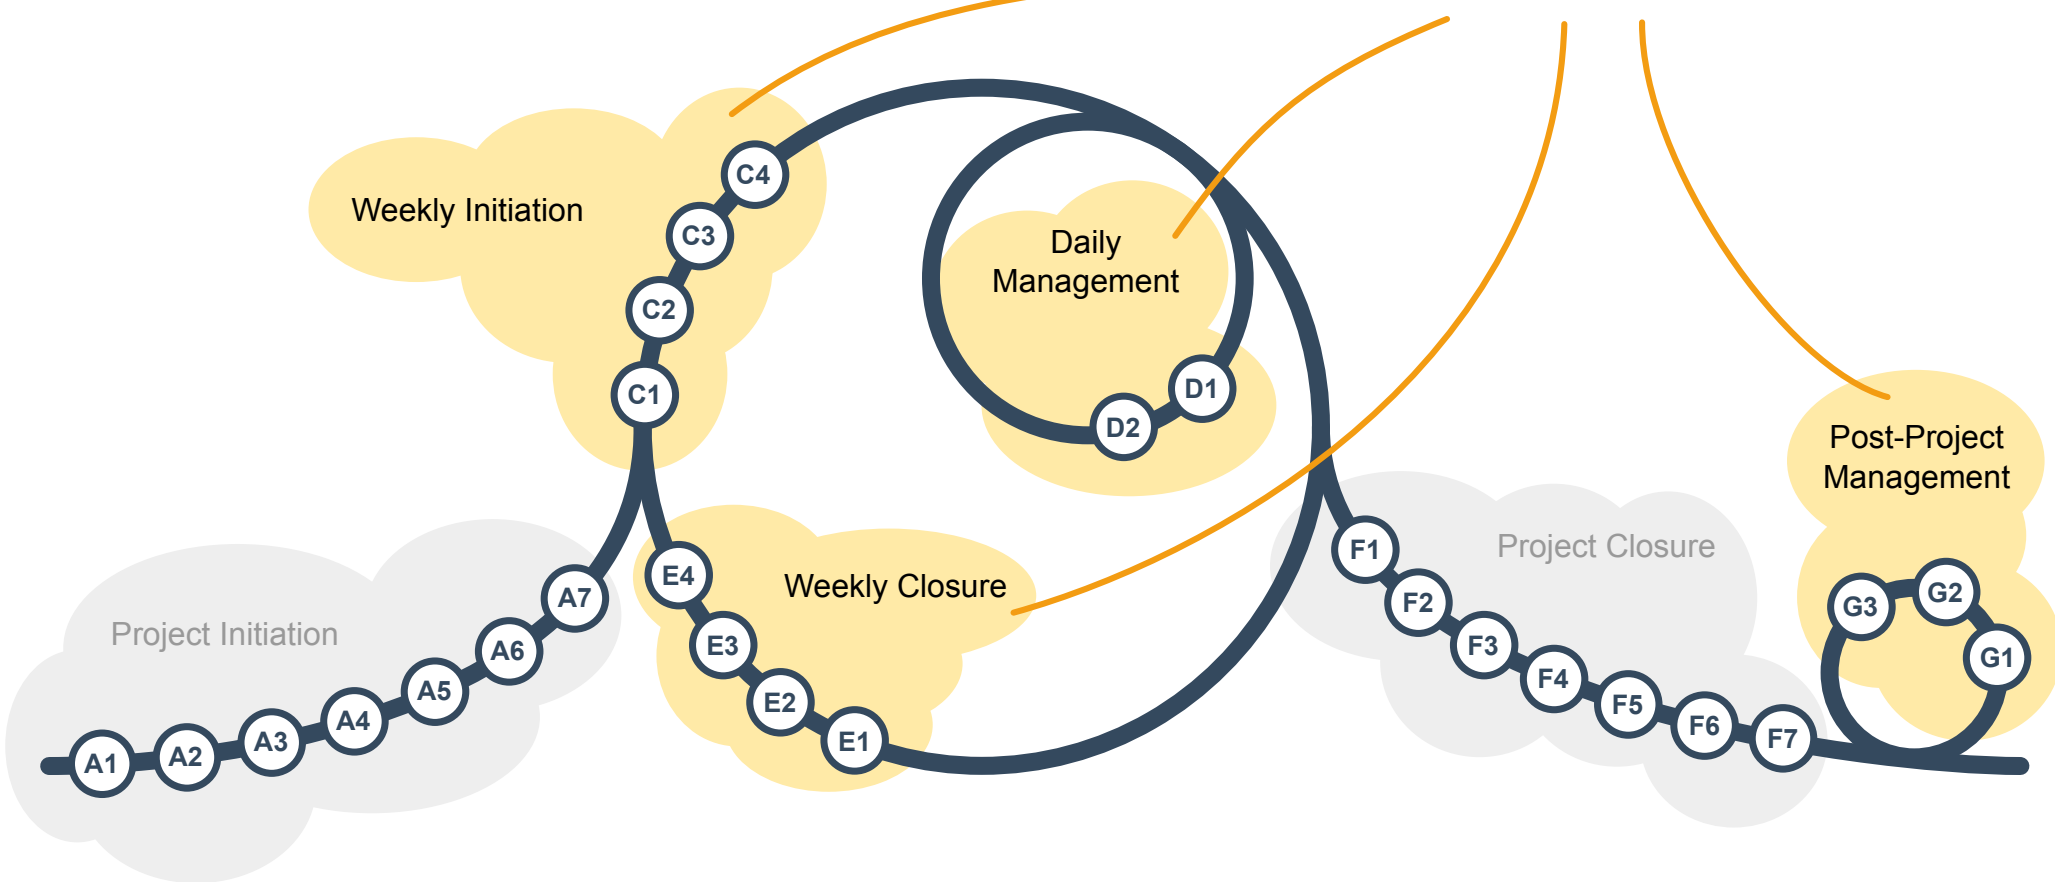 Weekly Initiation
C4
C3
C2
C1
Daily
Management
D1
D2
Post-Project
Management
G3
G2
G1
Project Closure
F1
F2
F3
F4
F5
F6
F7
Weekly Closure
E4
E3
E2
E1
Project Initiation
A1
A2
A3
A4
A5
A6
A7